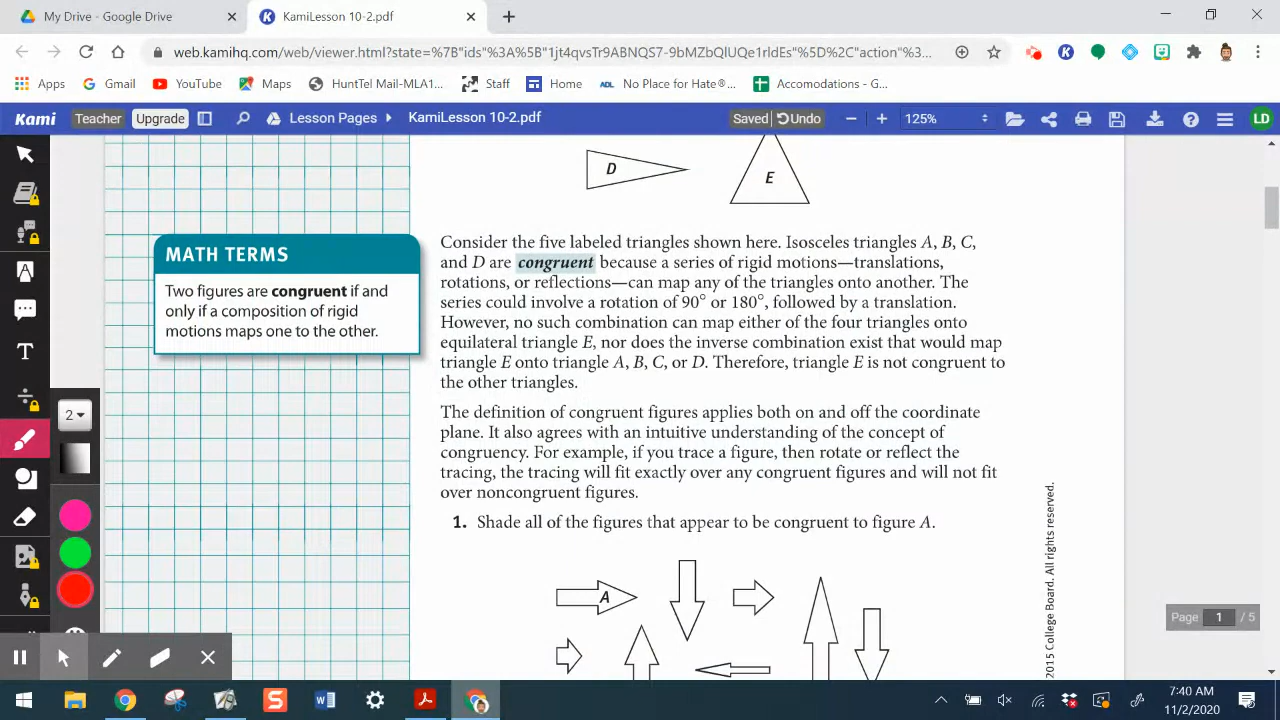 My Drive - Google Drive
KamiLesson 10-2.pdf
web.kamihq.com/web/viewer.html?state=%7B"ids"%3A%5B"1jt4qvsTr9ABNQS7-9bMZbQlUQe1rldEs"%5D%2C"action"%3...
Apps
Gmail
YouTube
Maps
HuntTel Mail-MLA1...
Staff
ADL
Home
No Place for Hate®...
Accomodations - G...
Kami
Teacher
Upgrade
Lesson Pages
KamiLesson 10-2.pdf
Saved
Undo
125%
LD
D
E
MATH TERMS
Two figures are congruent if and
only if a composition of rigid
motions maps one to the other.
Consider the five labeled triangles shown here. Isosceles triangles A, B, C,
and D are congruent because a series of rigid motions—translations,
rotations, or reflections—can map any of the triangles onto another. The
series could involve a rotation of 90° or 180°, followed by a translation.
However, no such combination can map either of the four triangles onto
equilateral triangle E, nor does the inverse combination exist that would map
triangle E onto triangle A, B, C, or D. Therefore, triangle E is not congruent to
the other triangles.
The definition of congruent figures applies both on and off the coordinate
plane. It also agrees with an intuitive understanding of the concept of
congruency. For example, if you trace a figure, then rotate or reflect the
tracing, the tracing will fit exactly over any congruent figures and will not fit
over noncongruent figures.
1. Shade all of the figures that appear to be congruent to figure A.
A
2015 College Board. All rights reserved.
2
Page 1 / 5
7:40 AM
11/2/2020